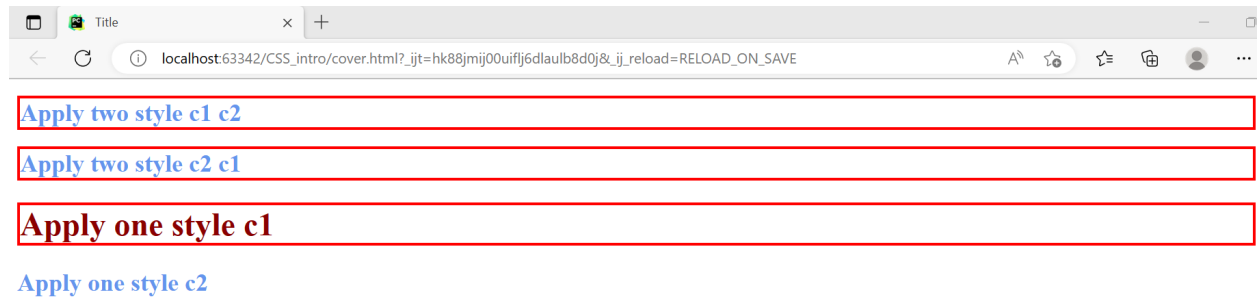 Title
localhost:63342/CSS_intro/cover.html?_ijt=hk88jmij00uiflj6dlaulb8d0j&_ij_reload=RELOAD_ON_SAVE
Apply two style c1 c2
Apply two style c2 c1
Apply one style c1
Apply one style c2